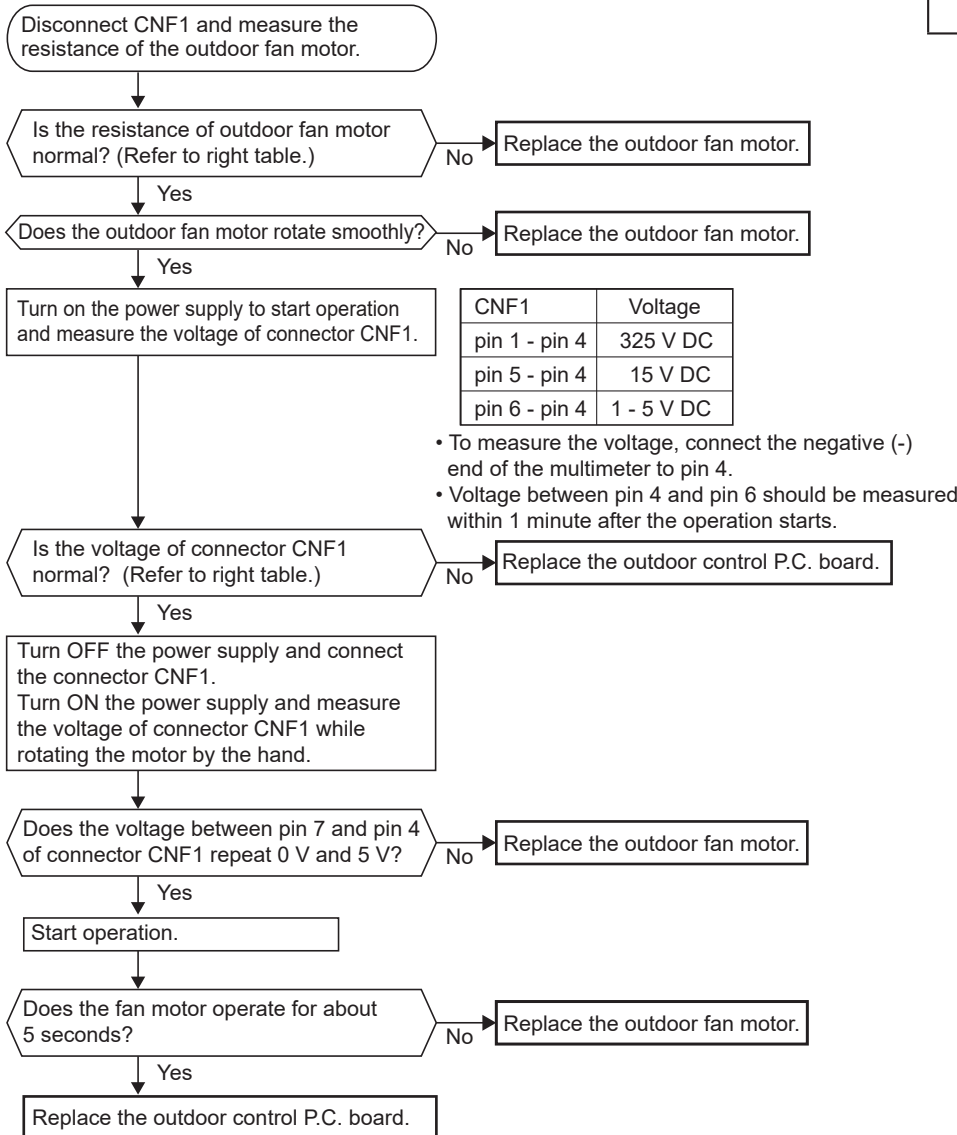 Disconnect CNF1 and measure the
resistance of the outdoor fan motor.
Is the resistance of outdoor fan motor
normal? (Refer to right table.)
No
Replace the outdoor fan motor.
Yes
Does the outdoor fan motor rotate smoothly?
No
Replace the outdoor fan motor.
Yes
Turn on the power supply to start operation
and measure the voltage of connector CNF1.
CNF1 Voltage
pin 1 - pin 4 325 V DC
pin 5 - pin 4 15 V DC
pin 6 - pin 4 1 - 5 V DC
• To measure the voltage, connect the negative (-)
end of the multimeter to pin 4.
• Voltage between pin 4 and pin 6 should be measured
within 1 minute after the operation starts.
Is the voltage of connector CNF1
normal? (Refer to right table.)
No
Replace the outdoor control P.C. board.
Yes
Turn OFF the power supply and connect
the connector CNF1.
Turn ON the power supply and measure
the voltage of connector CNF1 while
rotating the motor by the hand.
Does the voltage between pin 7 and pin 4
of connector CNF1 repeat 0 V and 5 V?
No
Replace the outdoor fan motor.
Yes
Start operation.
Does the fan motor operate for about
5 seconds?
No
Replace the outdoor fan motor.
Yes
Replace the outdoor control P.C. board.